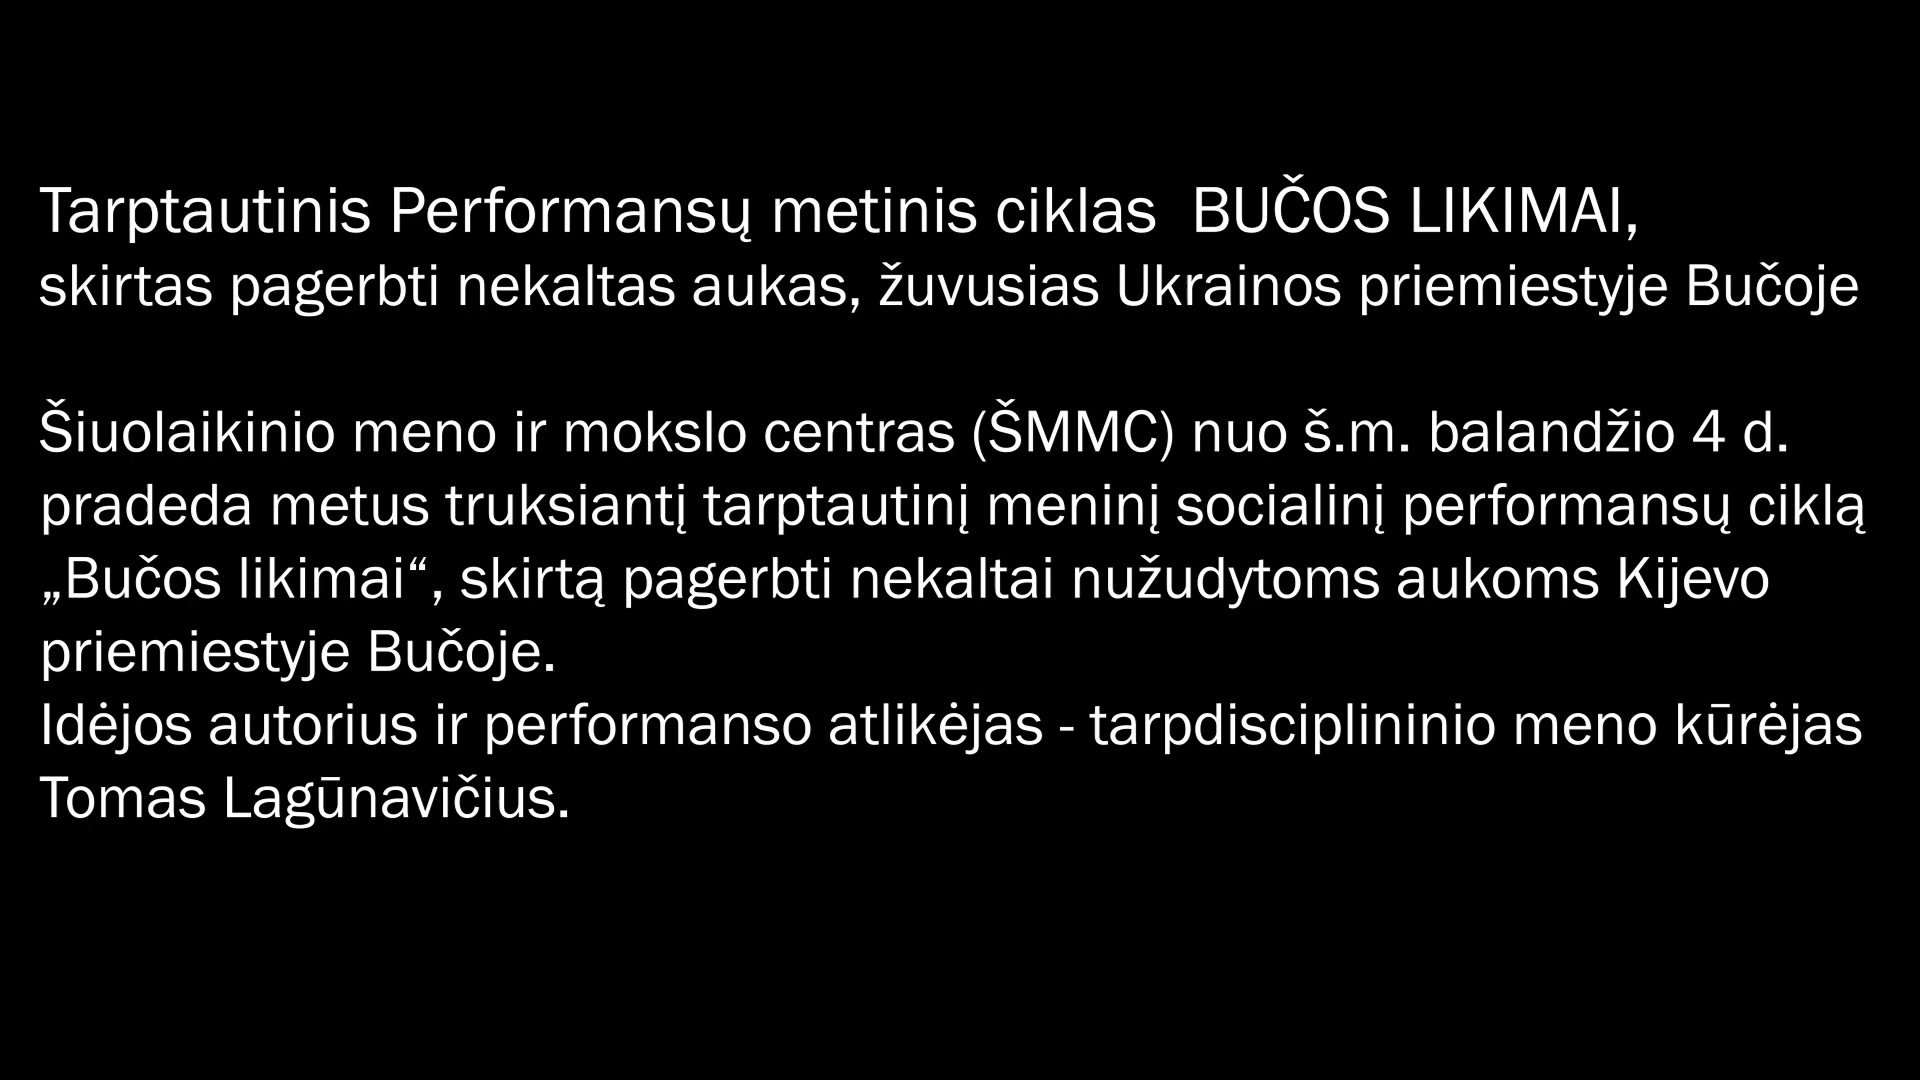 Tarptautinis Performansų metinis ciklas  BUČOS LIKIMAI,
skirtas pagerbti nekaltas aukas, žuvusias Ukrainos priemiestyje Bučoje
Šiuolaikinio meno ir mokslo centras (ŠMMC) nuo š.m. balandžio 4 d.
pradeda metus truksiantį tarptautinį meninį socialinį performansų ciklą
„Bučos likimai“, skirtą pagerbti nekaltai nužudytoms aukoms Kijevo
priemiestyje Bučoje.
Idėjos autorius ir performanso atlikėjas - tarpdisciplininio meno kūrėjas
Tomas Lagūnavičius.